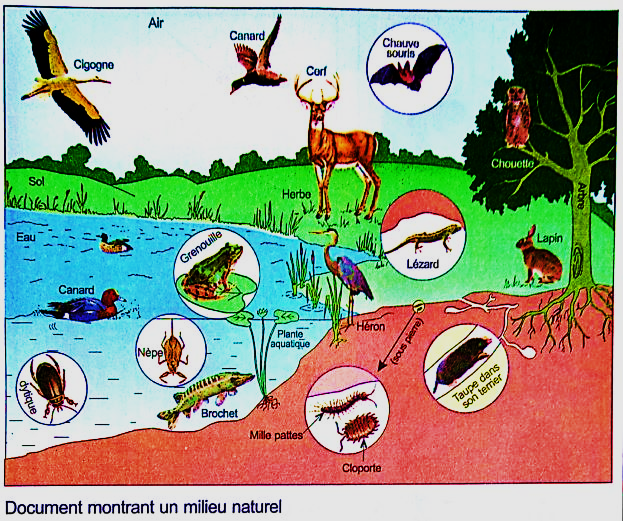 Air
Cigogne
Canard
Cerf
Chauve
souris
Chouette
Sol
Herbe
Arbre
Eau
Grenouille
Lézard
Lapin
Canard
Héron
(sous pierre)
Plante
aquatique
Nèpe
dytique
Brochet
Taupe dans
son terrier
Mille pattes
Cloporte
Document montrant un milieu naturel